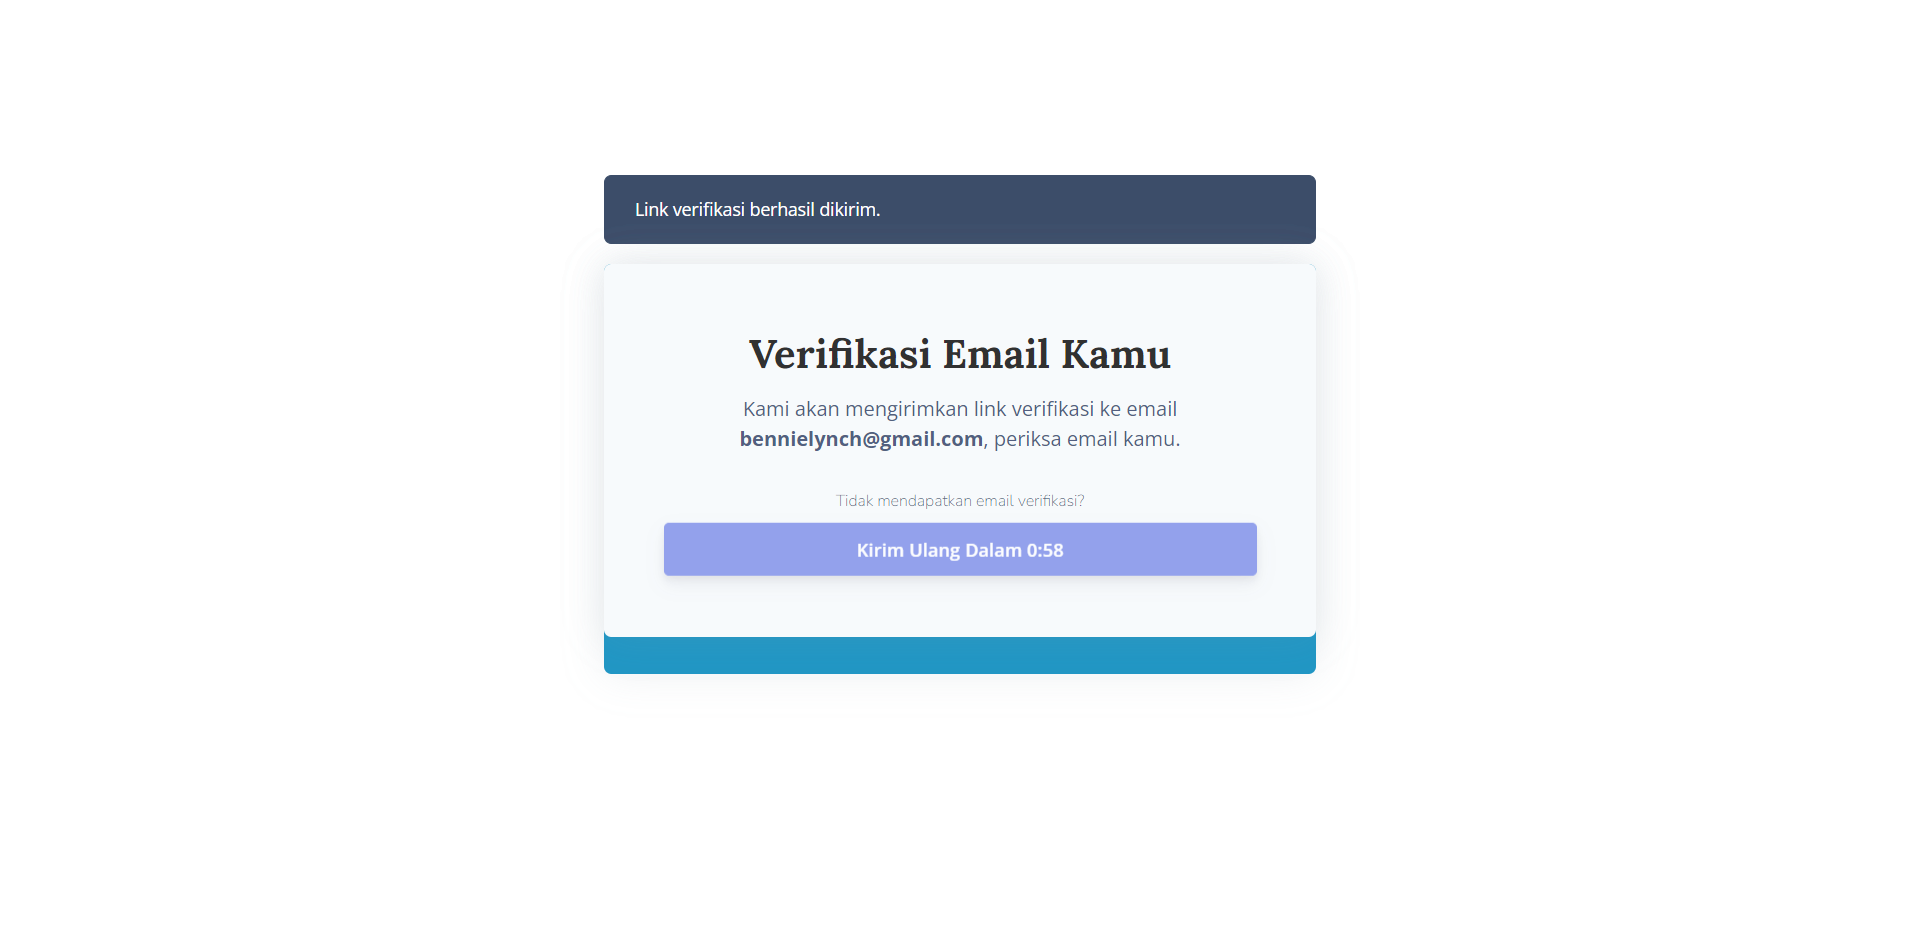 Link verifikasi berhasil dikirim.
Verifikasi Email Kamu
Kami akan mengirimkan link verifikasi ke email
bennielynch@gmail.com, periksa email kamu.
Tidak mendapatkan email verifikasi?
Kirim Ulang Dalam 0:58